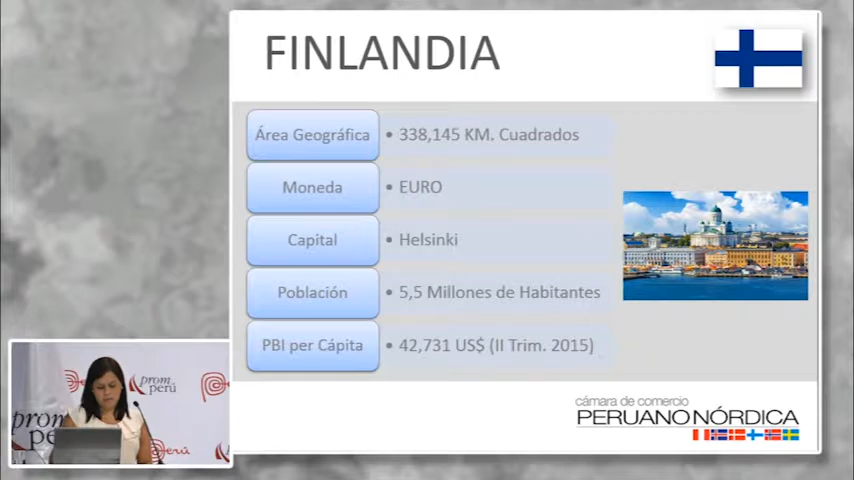 FINLANDIA
Área Geográfica
• 338,145 KM. Cuadrados
Moneda
• EURO
Capital
• Helsinki
Población
• 5,5 Millones de Habitantes
PBI per Cápita
• 42,731 US$ (II Trim. 2015)
cámara de comercio
PERUANO NÓRDICA
prom
perú
prom
pe
perú